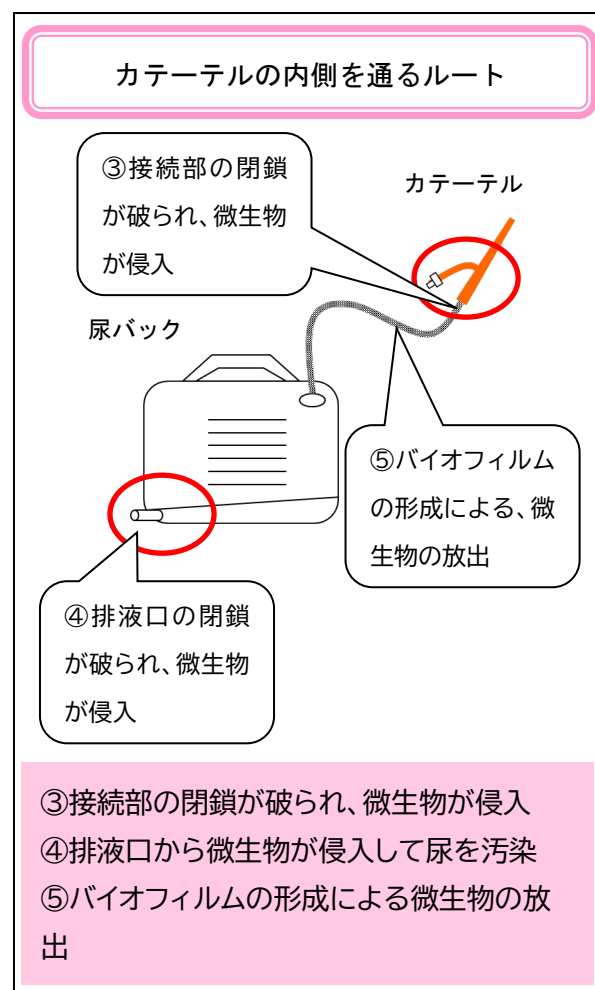 カテーテルの内側を通るルート
③接続部の閉鎖
が破られ、微生物
が侵入
カテーテル
尿バック
⑤バイオフィルム
の形成による、微
生物の放出
④排液口の閉鎖
が破られ、微生物
が侵入
③接続部の閉鎖が破られ、微生物が侵入
④排液口から微生物が侵入して尿を汚染
⑤バイオフィルムの形成による微生物の放
出